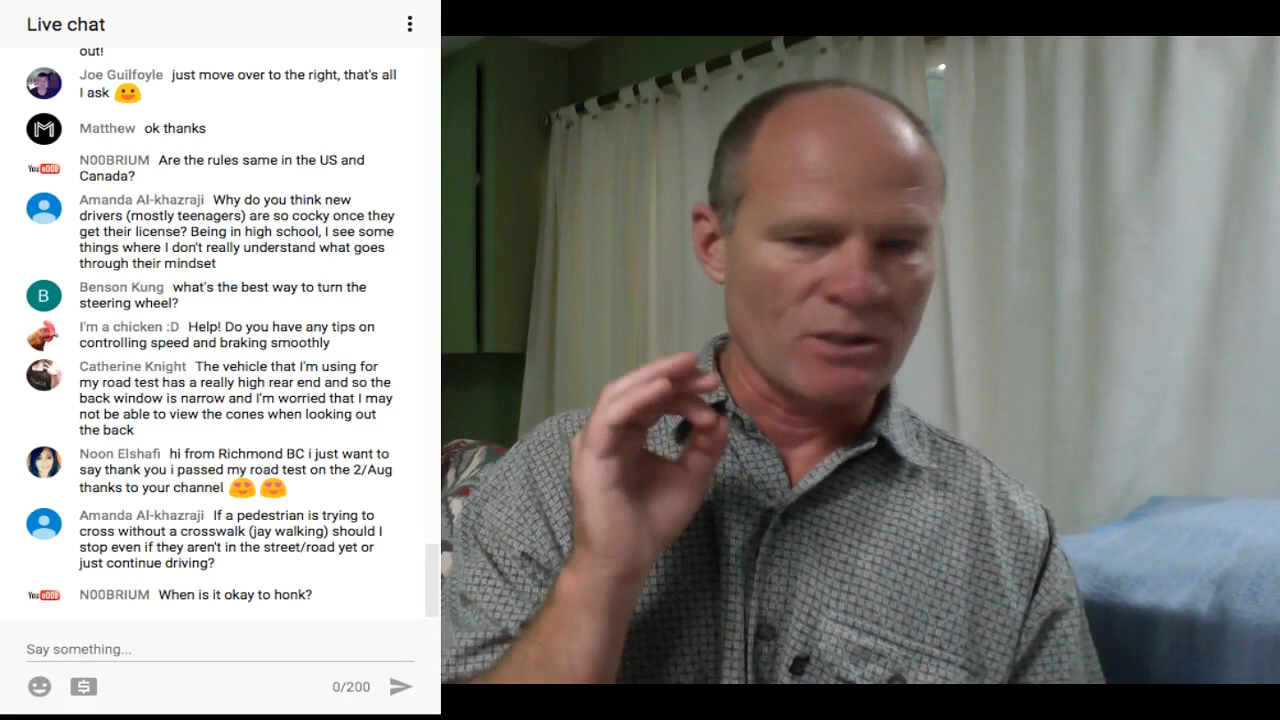 Live chat
out!
Joe Guilfoyle just move over to the right, that's all
I ask
Matthew ok thanks
N00BRIUM Are the rules same in the US and
Canada?
Amanda Al-khazraji Why do you think new
drivers (mostly teenagers) are so cocky once they
get their license? Being in high school, I see some
things where I don't really understand what goes
through their mindset
B
Benson Kung what's the best way to turn the
steering wheel?
I'm a chicken :D Help! Do you have any tips on
controlling speed and braking smoothly
Catherine Knight The vehicle that I'm using for
my road test has a really high rear end and so the
back window is narrow and I'm worried that I may
not be able to view the cones when looking out
the back
Noon Elshafi hi from Richmond BC i just want to
say thank you i passed my road test on the 2/Aug
thanks to your channel
Amanda Al-khazraji If a pedestrian is trying to
cross without a crosswalk (jay walking) should I
stop even if they aren't in the street/road yet or
just continue driving?
You n00b N00BRIUM When is it okay to honk?
Say something...
0/200